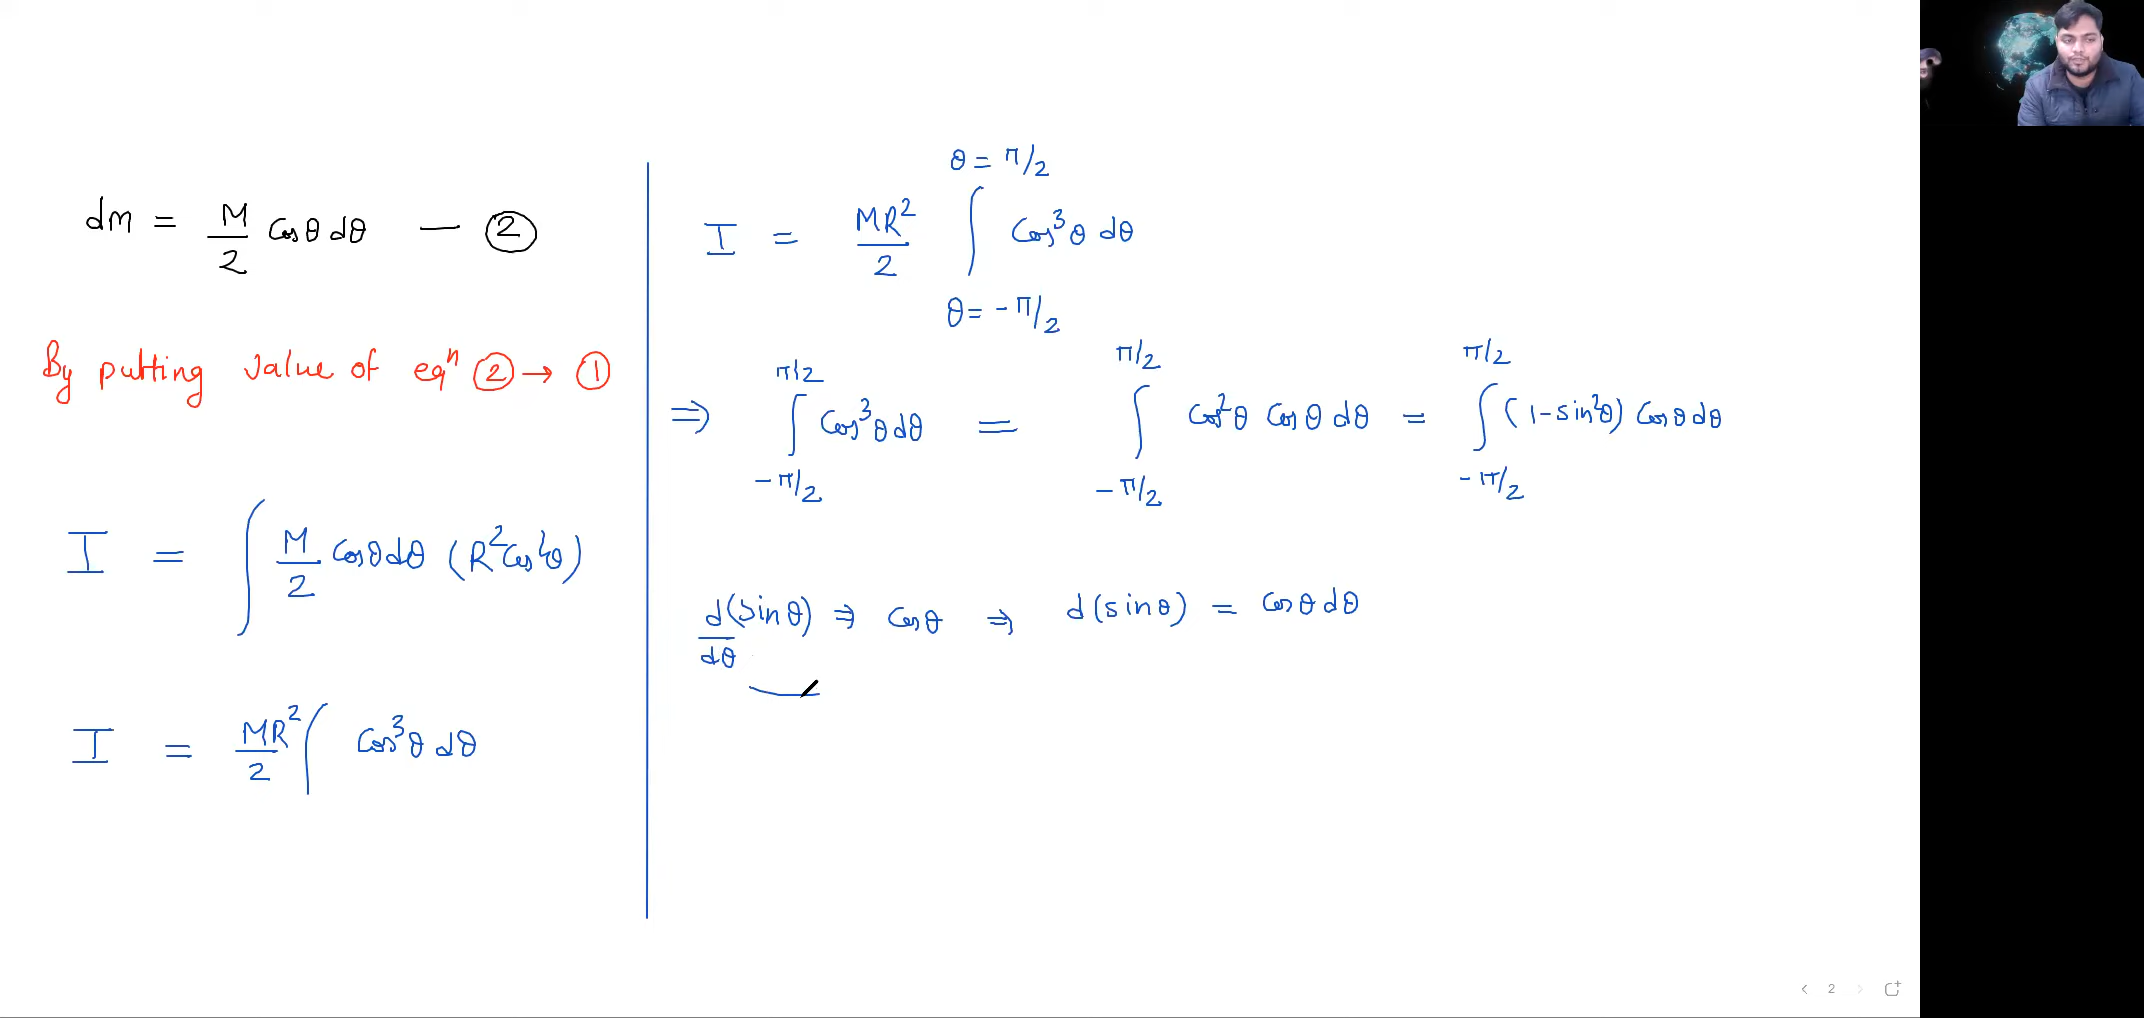 dm = M/2 Cosθ dθ — ②
By putting value of eqⁿ ② → ①
I = ∫ M/2 Cosθ dθ (R² Cos²θ)
I = MR²/2 ∫ Cos³θ dθ
θ = π/2
I = MR²/2 ∫ Cos³θ dθ
θ = -π/2
π/2 π/2 π/2
⇒ ∫ Cos³θ dθ = ∫ Cos²θ Cosθ dθ = ∫ (1-sin²θ) Cosθ dθ
-π/2 -π/2 -π/2
d(sinθ)/dθ ⇒ Cosθ ⇒ d(sinθ) = Cosθ dθ
2